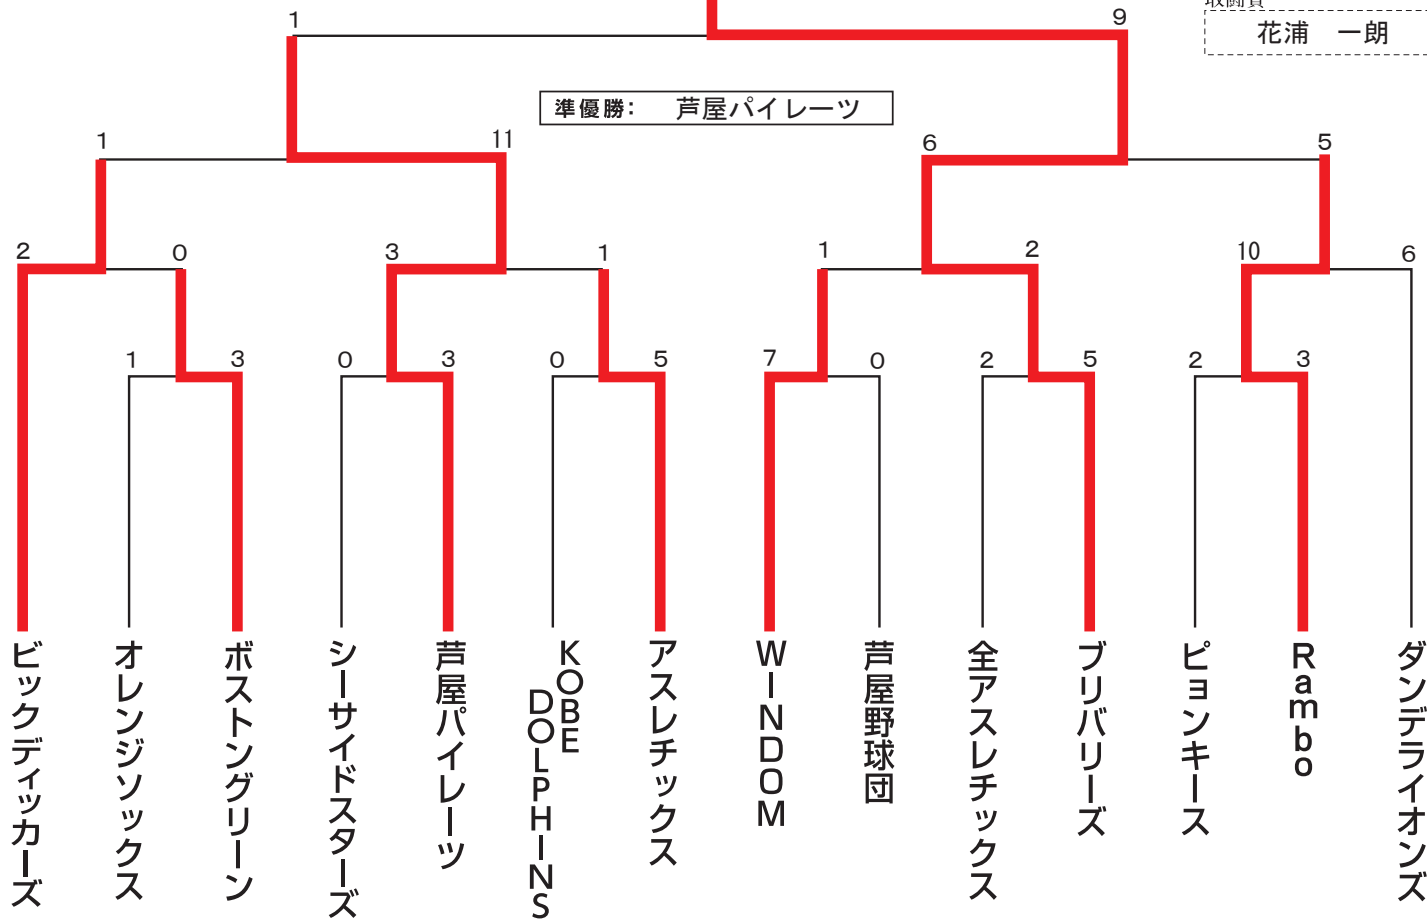 敢闘賞
1
9
花浦 一朗
準優勝： 芦屋パイレーツ
1
11
6
5
2
0
3
1
1
2
10
6
1
3
0
3
0
5
7
0
2
5
2
3
ビックディッカーズ
オレンジソックス
ボストングリーン
シーサイドスターズ
芦屋パイレーツ
KOBE
DOLPHINS
アスレチックス
WINDOM
芦屋野球団
全アスレチックス
ブリバリーズ
ピョンキース
Rambo
ダンデライオンズ